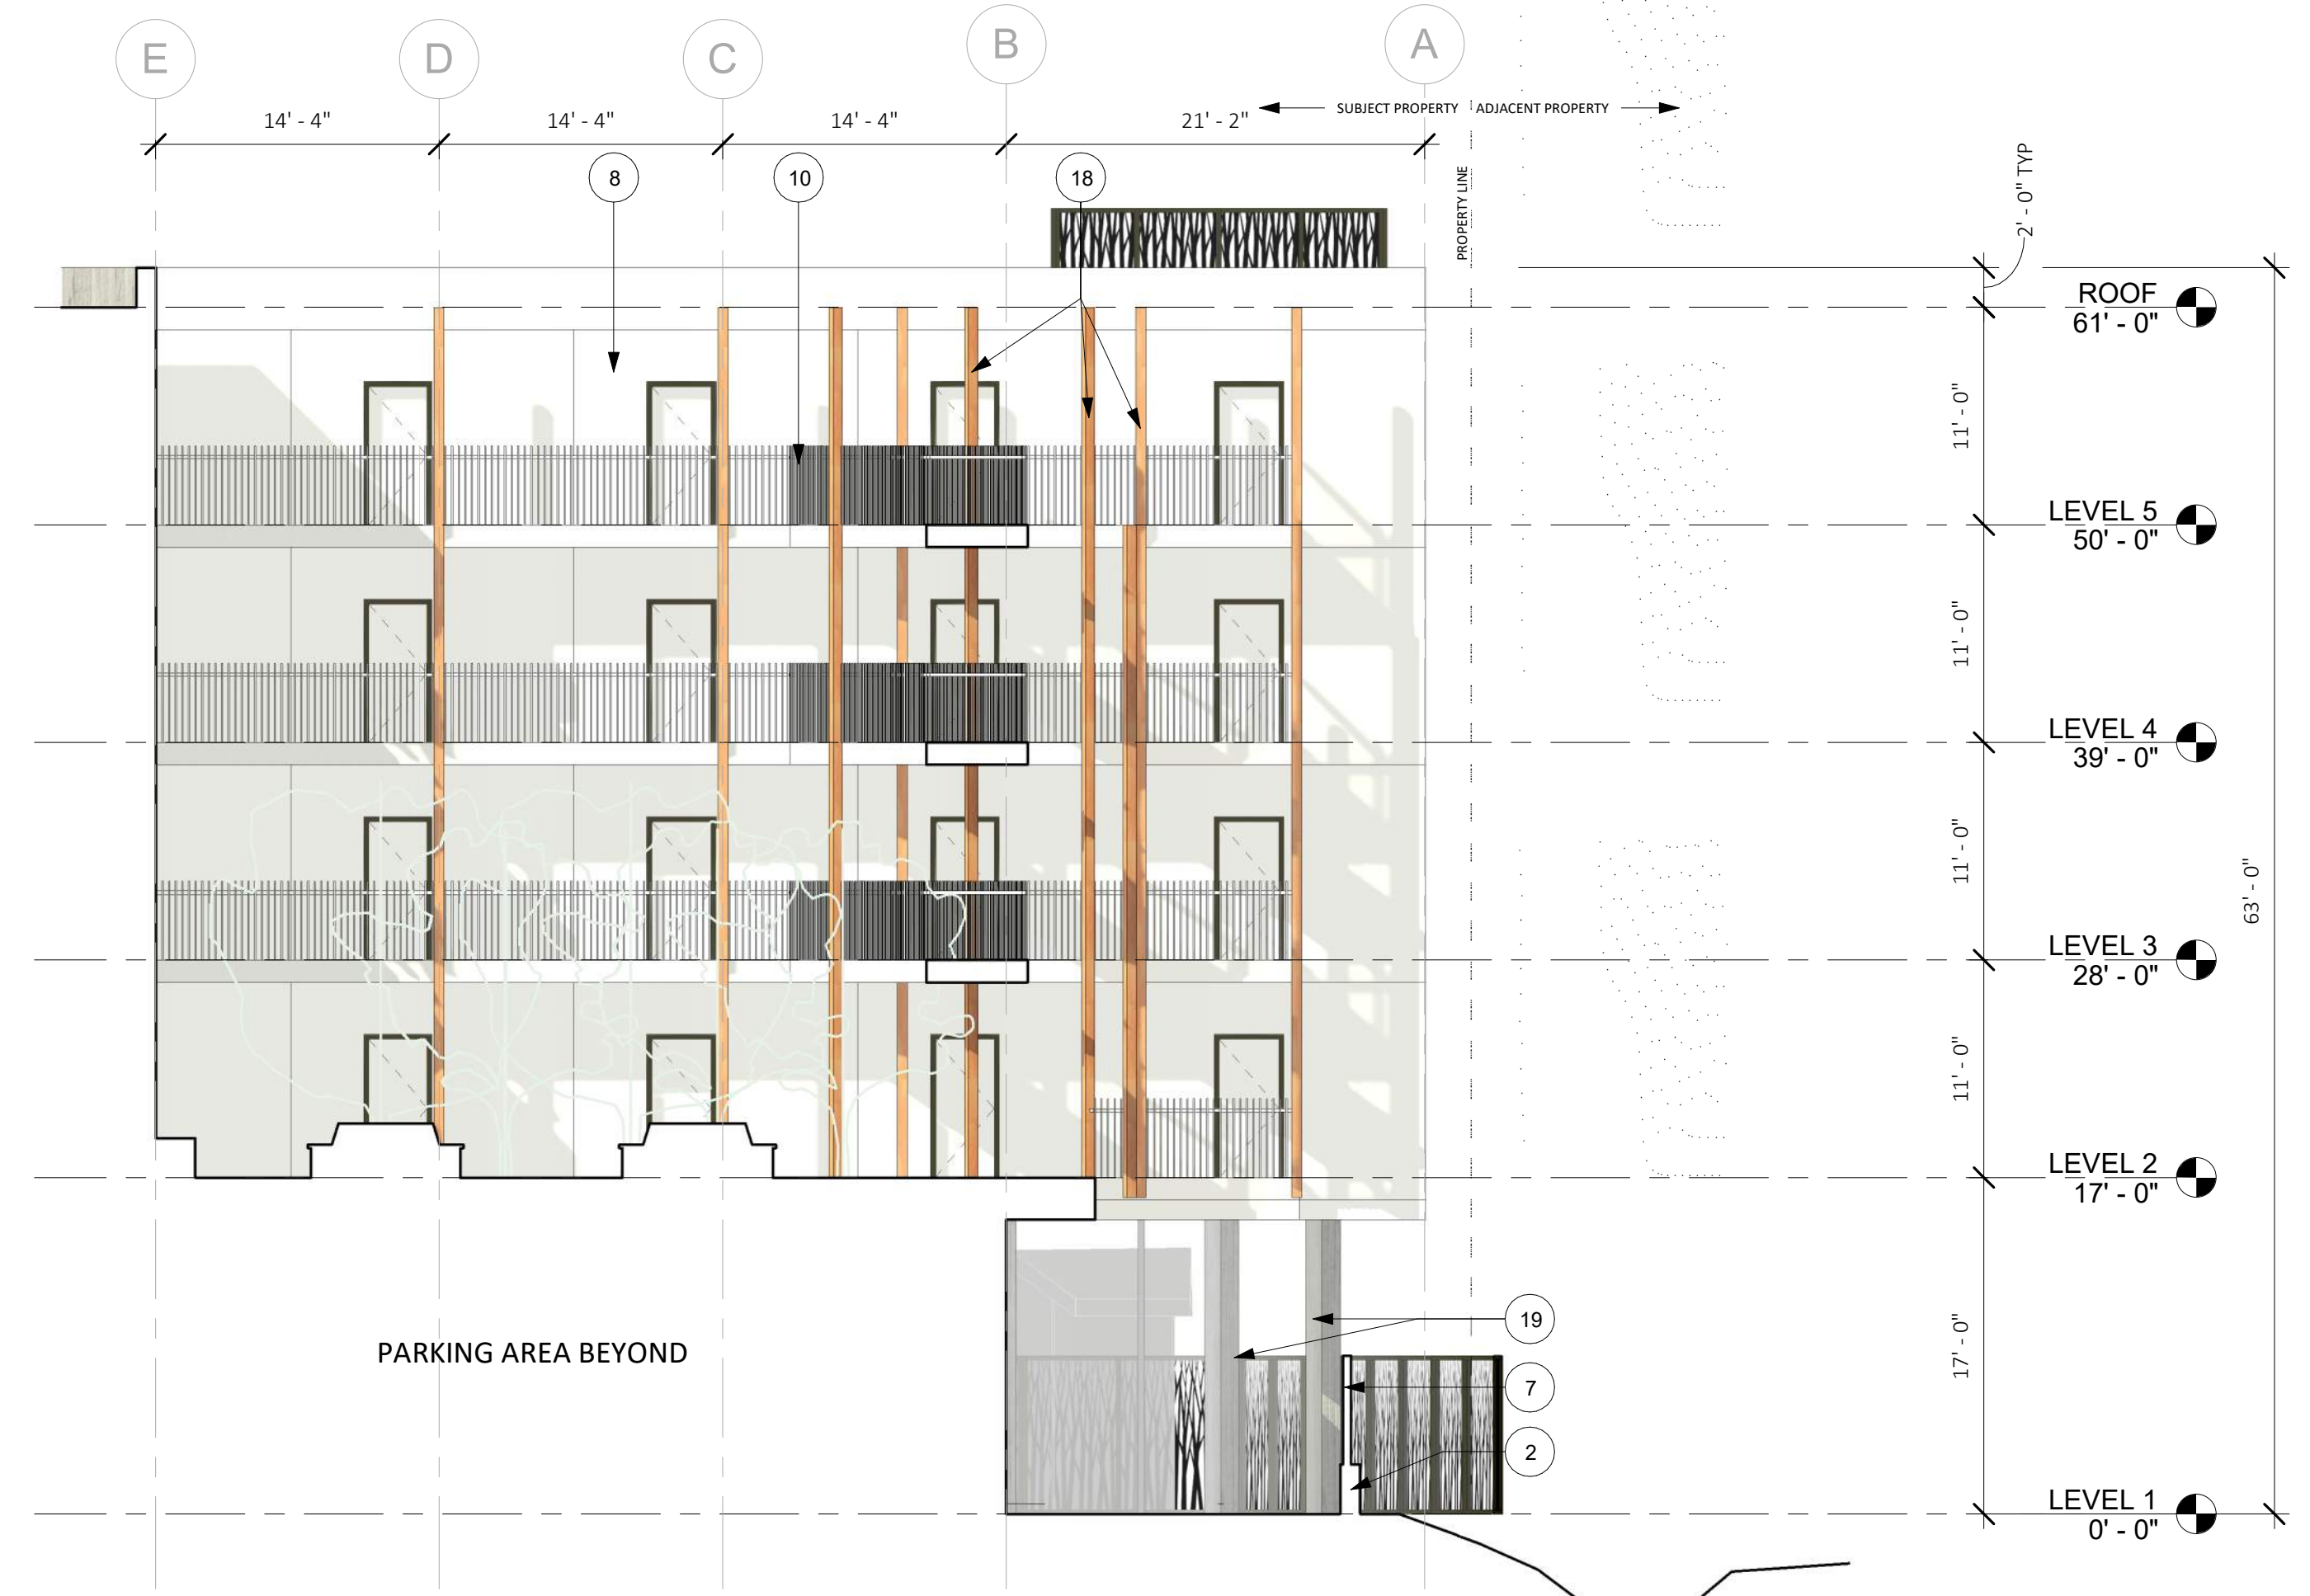 E
D
C
B
A
14' - 4"
14' - 4"
14' - 4"
21' - 2"
SUBJECT PROPERTY
ADJACENT PROPERTY
PROPERTY LINE
8
10
18
2' - 0" TYP
ROOF
61' - 0"
11' - 0"
LEVEL 5
50' - 0"
11' - 0"
LEVEL 4
39' - 0"
11' - 0"
63' - 0"
LEVEL 3
28' - 0"
11' - 0"
LEVEL 2
17' - 0"
17' - 0"
19
PARKING AREA BEYOND
7
2
LEVEL 1
0' - 0"